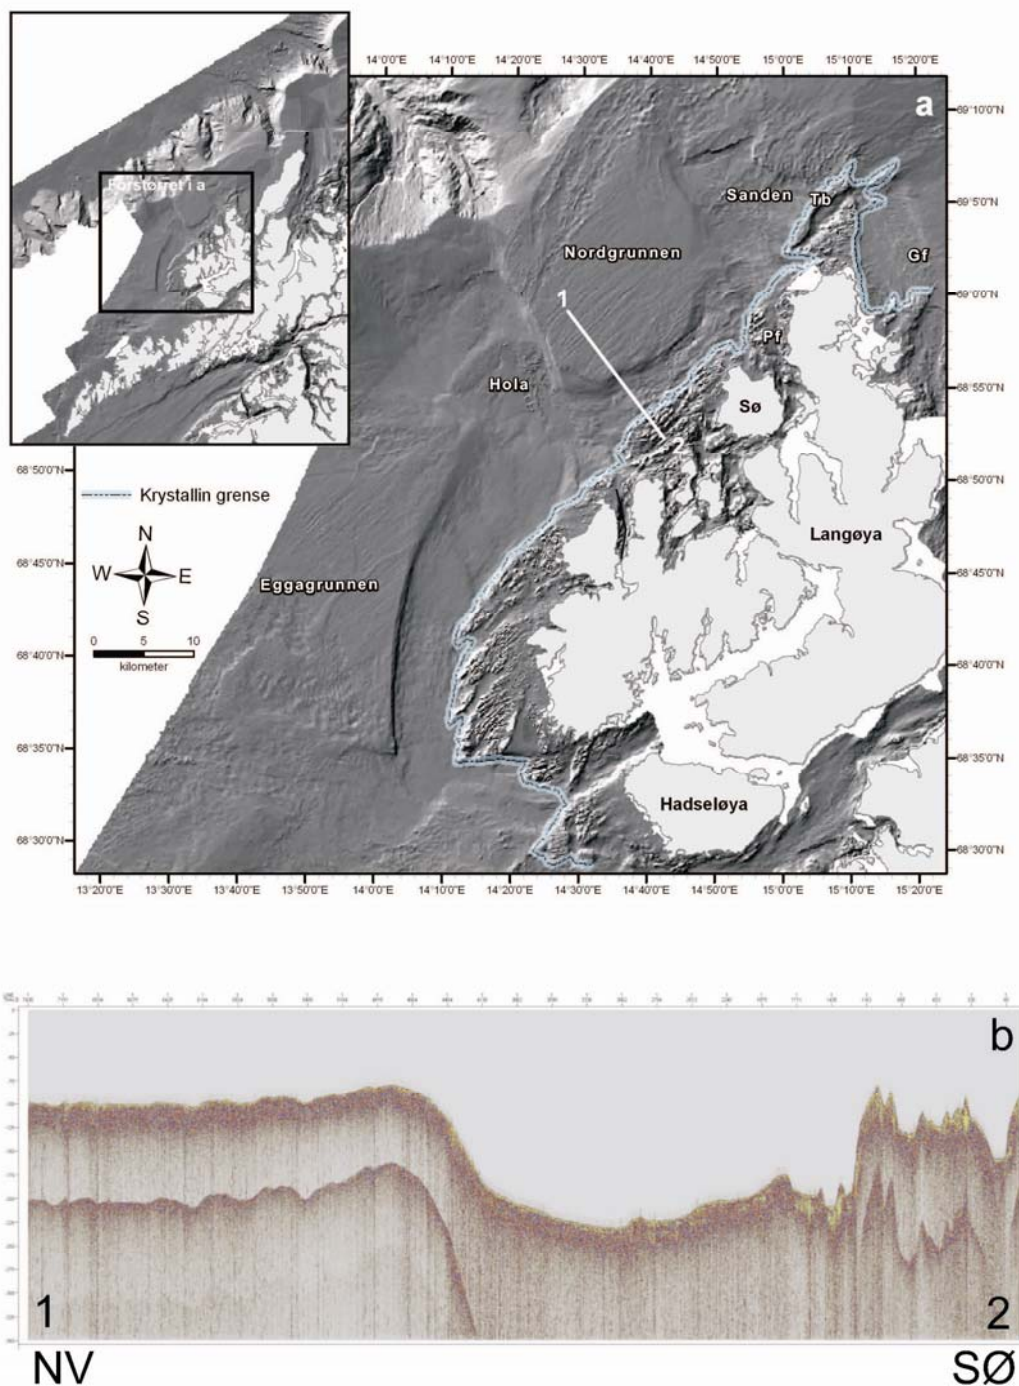 Forstørret i a
14°0'0"E 14°10'0"E 14°20'0"E 14°30'0"E 14°40'0"E 14°50'0"E 15°0'0"E 15°10'0"E 15°20'0"E
a
69°10'0"N
Sanden Tb
69°5'0"N
Nordgrunnen
Gf
1
69°0'0"N
Pf
Hola
68°55'0"N
Sø
68°50'0"N
68°50'0"N
Krystallin grense
Langøya
N
W E
S
68°45'0"N
Eggagrunnen
68°45'0"N
0 5 10
kilometer
68°40'0"N
68°40'0"N
68°35'0"N
68°35'0"N
Hadseløya
68°30'0"N
68°30'0"N
13°20'0"E 13°30'0"E 13°40'0"E 13°50'0"E 14°0'0"E 14°10'0"E 14°20'0"E 14°30'0"E 14°40'0"E 14°50'0"E 15°0'0"E 15°10'0"E 15°20'0"E
b
1 2
NV SØ